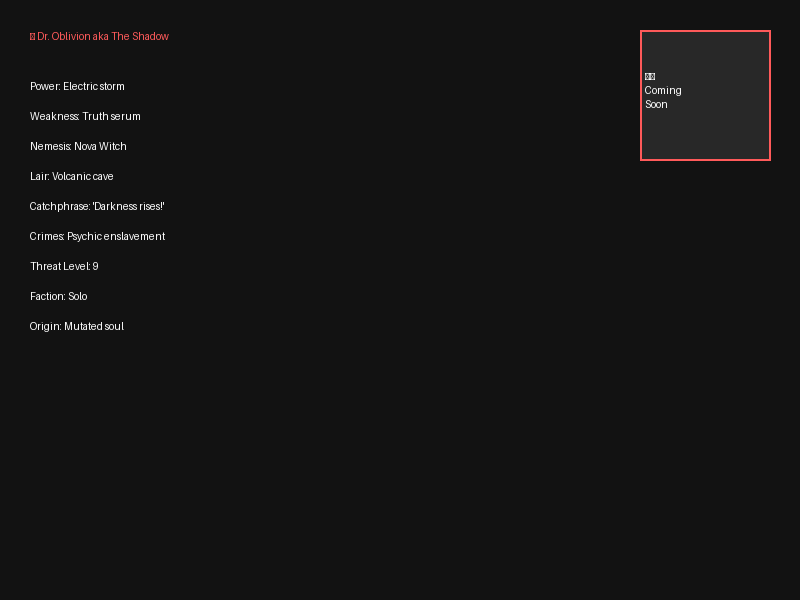 Dr. Oblivion aka The Shadow
Power: Electric storm
Weakness: Truth serum
Nemesis: Nova Witch
Lair: Volcanic cave
Catchphrase: 'Darkness rises!'
Crimes: Psychic enslavement
Threat Level: 9
Faction: Solo
Origin: Mutated soul
Coming
Soon